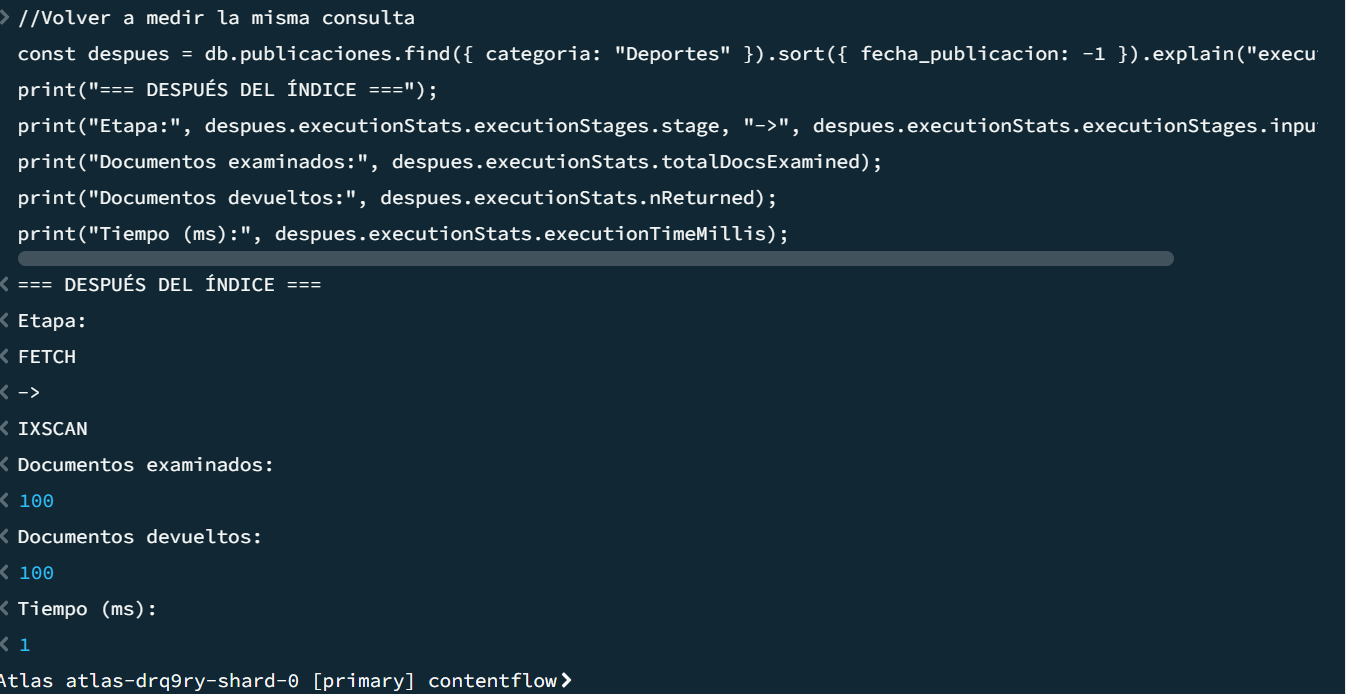 > //Volver a medir la misma consulta
const despues = db.publicaciones.find({ categoria: "Deportes" }).sort({ fecha_publicacion: -1 }).explain("execu
print("=== DESPUÉS DEL ÍNDICE ===");
print("Etapa:", despues.executionStats.executionStages.stage, "->", despues.executionStats.executionStages.inpu
print("Documentos examinados:", despues.executionStats.totalDocsExamined);
print("Documentos devueltos:", despues.executionStats.nReturned);
print("Tiempo (ms):", despues.executionStats.executionTimeMillis);
< === DESPUÉS DEL ÍNDICE ===
< Etapa:
< FETCH
< ->
< IXSCAN
< Documentos examinados:
< 100
< Documentos devueltos:
< 100
< Tiempo (ms):
< 1
Atlas atlas-drq9ry-shard-0 [primary] contentflow>